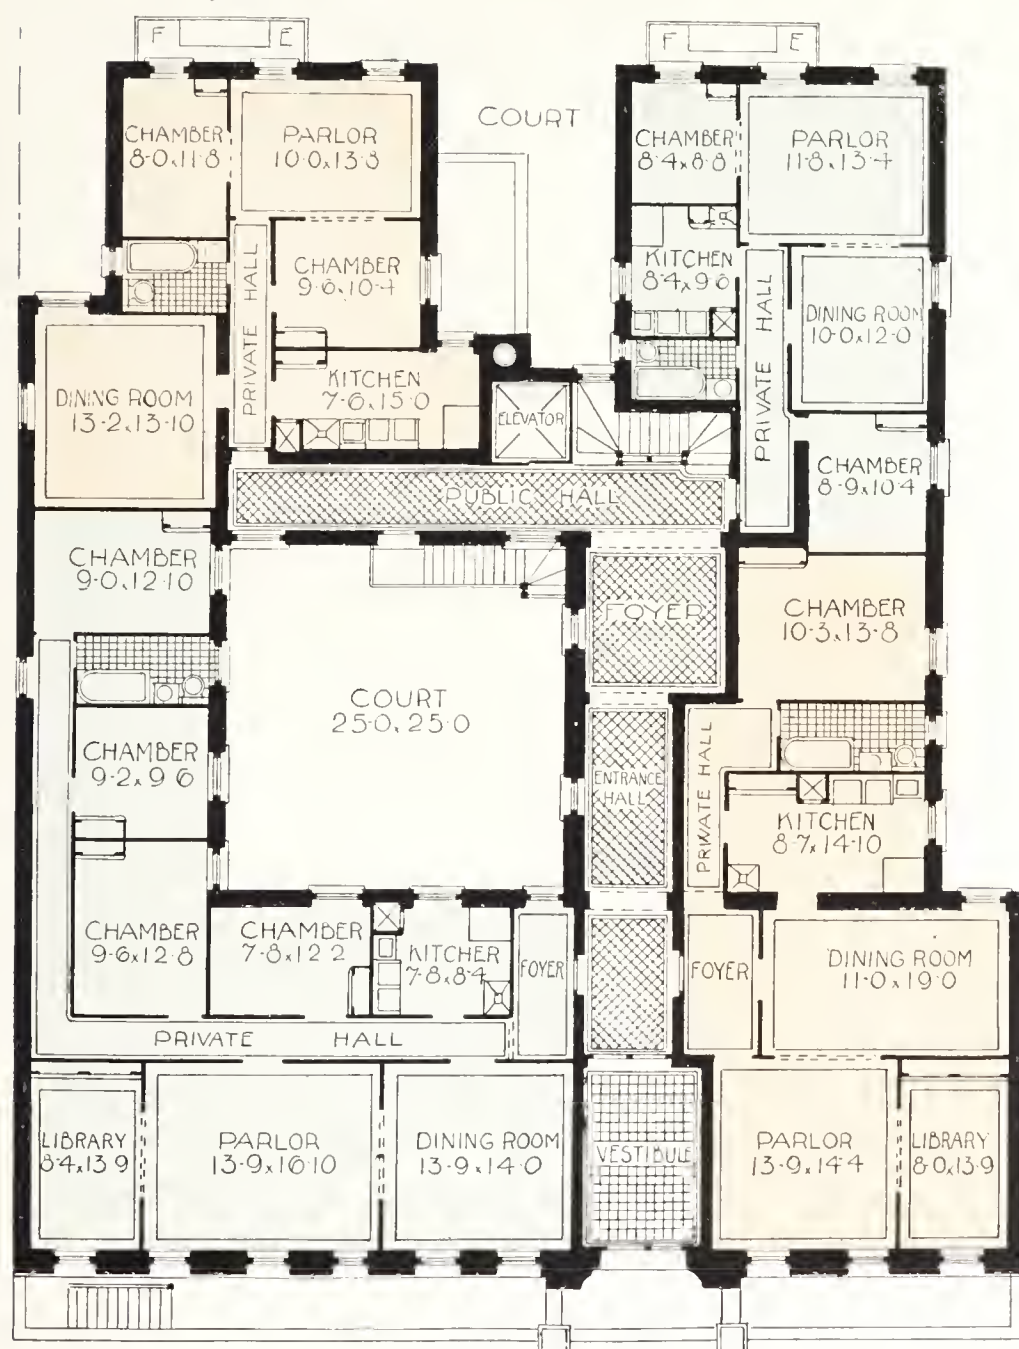 F E
F E
COURT
CHAMBER
8-0x11-8
PARLOR
10-0x13-8
CHAMBER
8-4x8-8
PARLOR
11-8x13-4
PRIVATE HALL
CHAMBER
9-6x10-4
KITCHEN
8-4x9-6
PRIVATE HALL
DINING ROOM
10-0x12-0
DINING ROOM
13-2x13-10
KITCHEN
7-6x15-0
ELEVATOR
CHAMBER
8-9x10-4
PUBLIC HALL
CHAMBER
9-0x12-10
FOYER
CHAMBER
10-3x13-8
COURT
25-0x25-0
CHAMBER
9-2x9-6
ENTRANCE
HALL
PRIVATE HALL
KITCHEN
8-7x14-10
CHAMBER
9-6x12-8
CHAMBER
7-8x12-2
KITCHEN
7-8x8-4
FOYER
FOYER
DINING ROOM
11-0x19-0
PRIVATE HALL
LIBRARY
8-4x13-9
PARLOR
13-9x16-10
DINING ROOM
13-9x14-0
VESTIBULE
PARLOR
13-9x14-4
LIBRARY
8-0x13-9